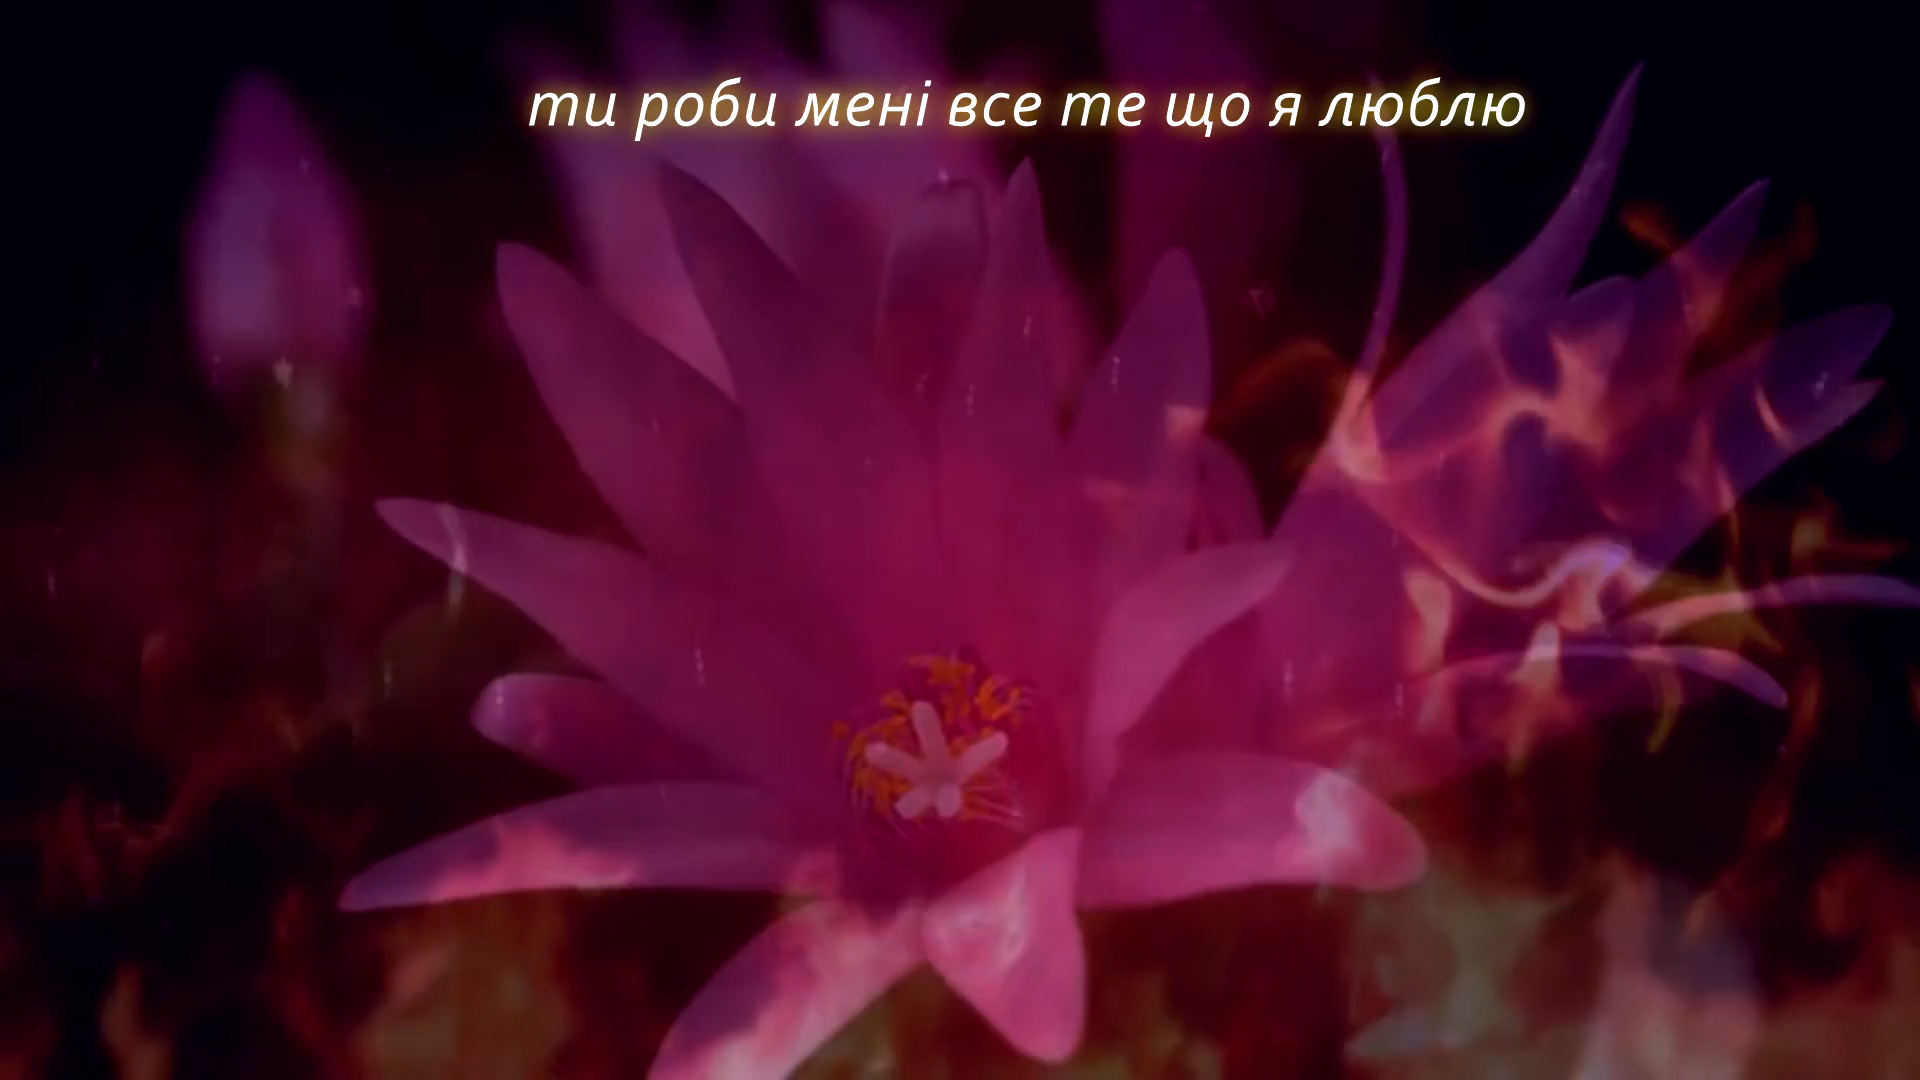 ти роби мені все те що я люблю